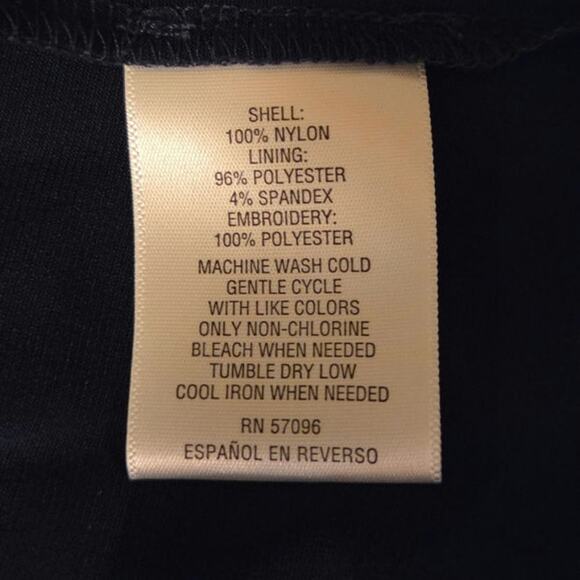 SHELL:
100% NYLON
LINING:
96% POLYESTER
4% SPANDEX
EMBROIDERY:
100% POLYESTER
MACHINE WASH COLD
GENTLE CYCLE
WITH LIKE COLORS
ONLY NON-CHLORINE
BLEACH WHEN NEEDED
TUMBLE DRY LOW
COOL IRON WHEN NEEDED
RN 57096
ESPAÑOL EN REVERSO